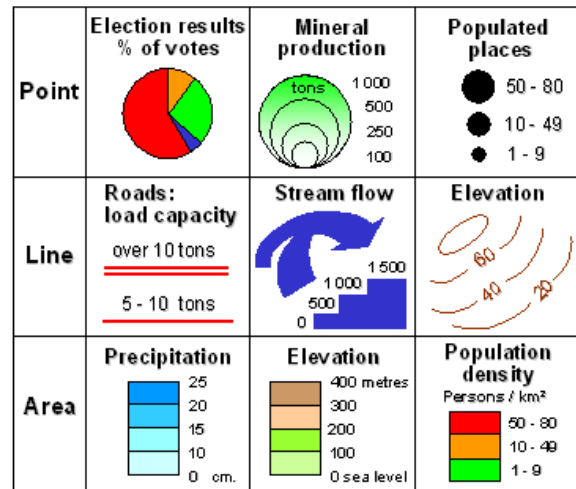 Point
Election results
% of votes
Mineral
production
tons
1 000
500
250
100
Populated
places
50 - 80
10 - 49
1 - 9
Line
Roads:
load capacity
over 10 tons
5 - 10 tons
Stream flow
1 500
1 000
500
0
Elevation
60
40
20
Area
Precipitation
25
20
15
10
0 cm.
Elevation
400 metres
300
200
100
0 sea level
Population
density
Persons / km²
50 - 80
10 - 49
1 - 9